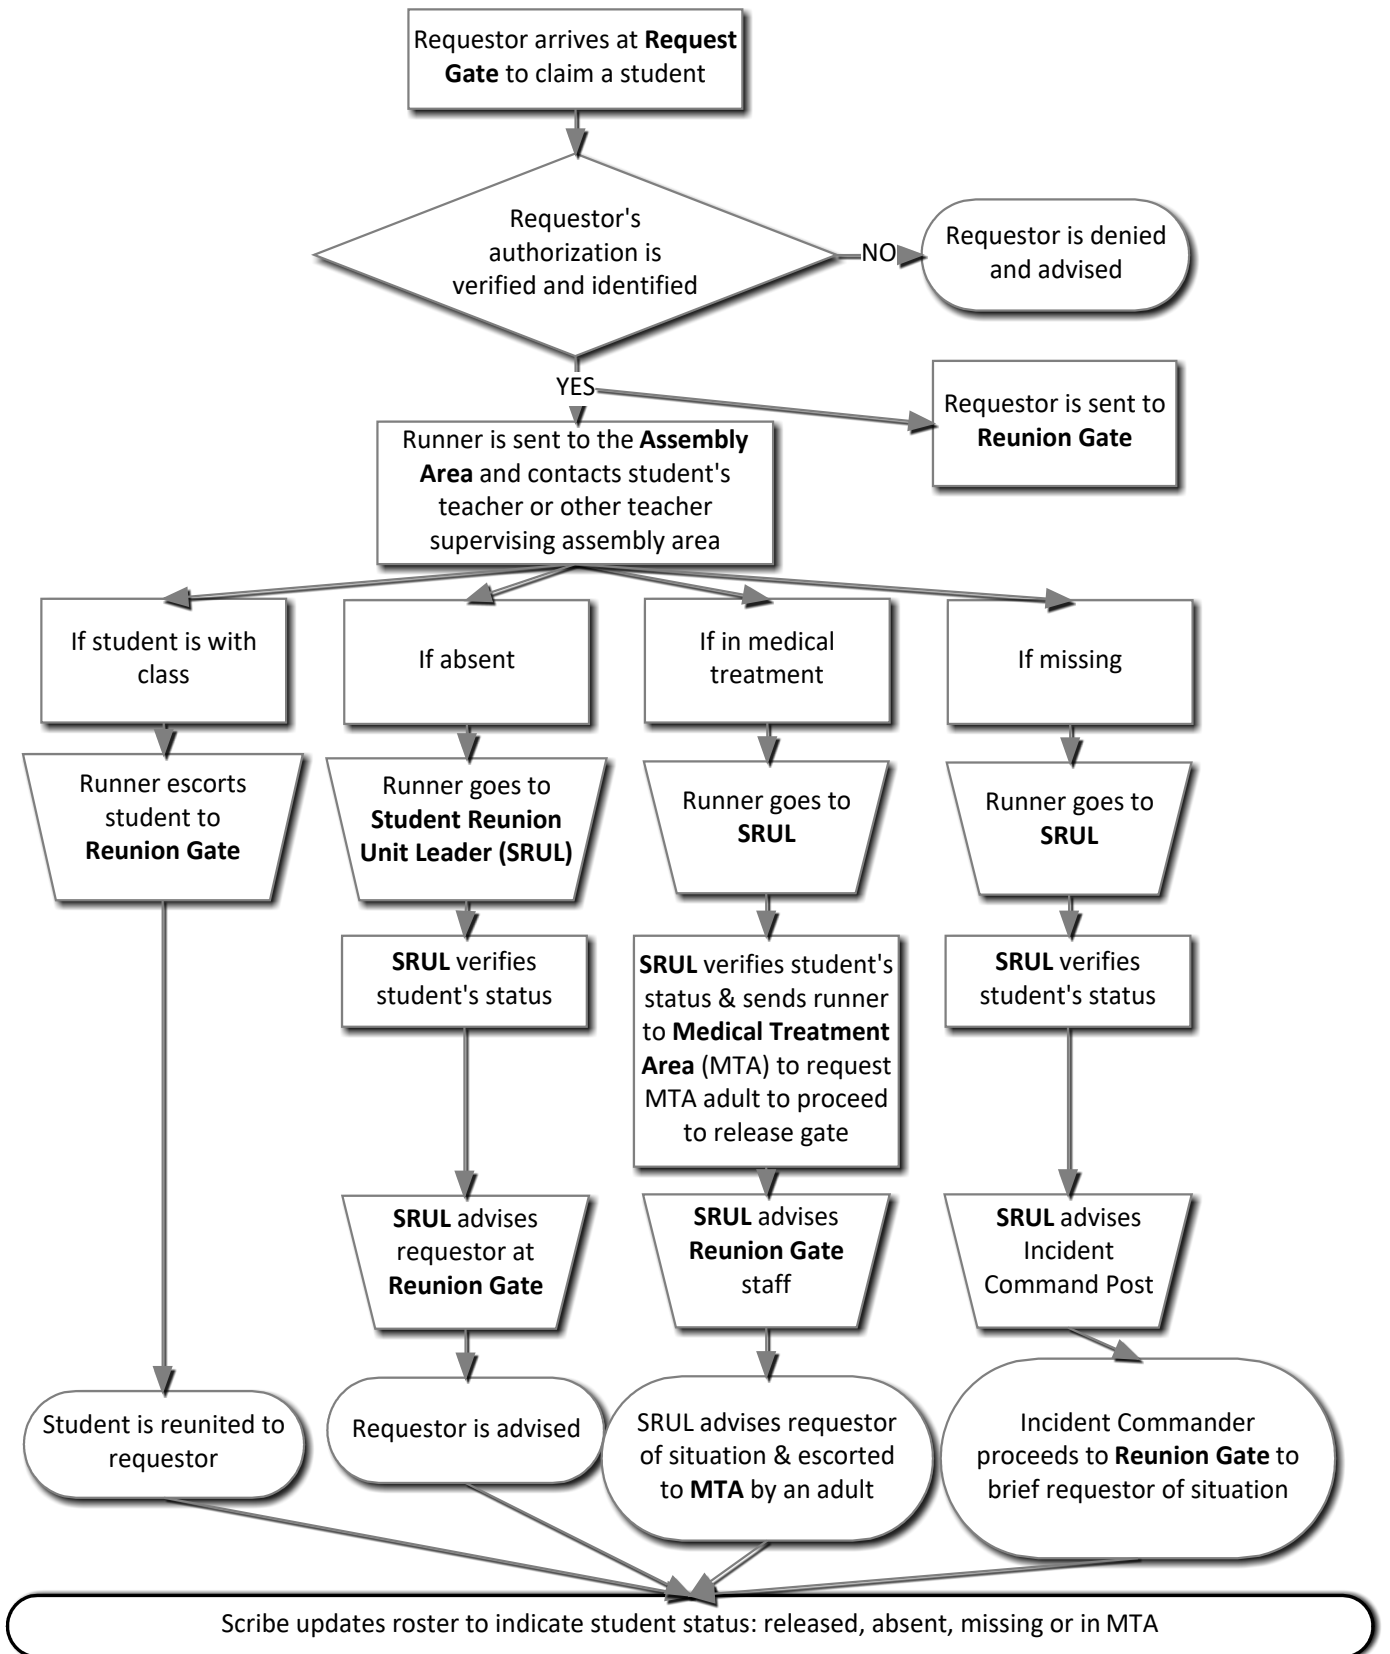 Requestor arrives at Request
Gate to claim a student
Requestor's
authorization is
verified and identified
NO
Requestor is denied
and advised
YES
Requestor is sent to
Reunion Gate
Runner is sent to the Assembly
Area and contacts student's
teacher or other teacher
supervising assembly area
If student is with
class
If absent
If in medical
treatment
If missing
Runner escorts
student to
Reunion Gate
Runner goes to
Student Reunion
Unit Leader (SRUL)
Runner goes to
SRUL
Runner goes to
SRUL
SRUL verifies
student's status
SRUL verifies student's
status & sends runner
to Medical Treatment
Area (MTA) to request
MTA adult to proceed
to release gate
SRUL verifies
student's status
SRUL advises
requestor at
Reunion Gate
SRUL advises
Reunion Gate
staff
SRUL advises
Incident
Command Post
Student is reunited to
requestor
Requestor is advised
SRUL advises requestor
of situation & escorted
to MTA by an adult
Incident Commander
proceeds to Reunion Gate to
brief requestor of situation
Scribe updates roster to indicate student status: released, absent, missing or in MTA